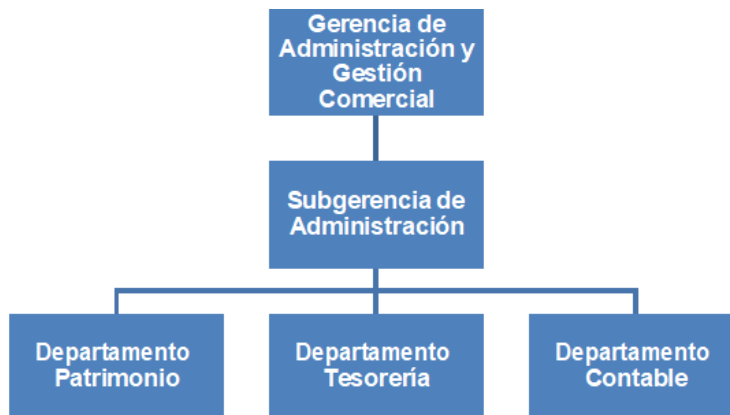 Gerencia de
Administración y
Gestión
Comercial
Subgerencia de
Administración
Departamento
Patrimonio
Departamento
Tesorería
Departamento
Contable